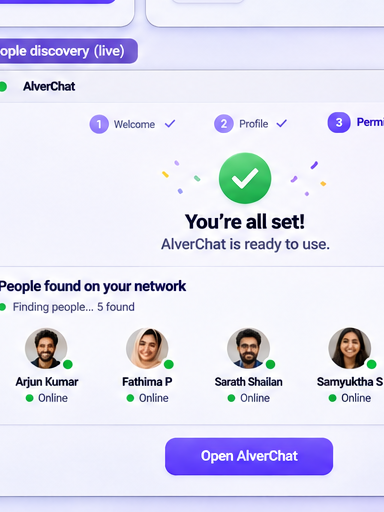 ople discovery (live)
AlverChat
1 Welcome
2 Profile
3 Permi
You're all set!
AlverChat is ready to use.
People found on your network
Finding people... 5 found
Arjun Kumar
Fathima P
Sarath Shailan
Samyuktha S
Online
Online
Online
Online
Open AlverChat